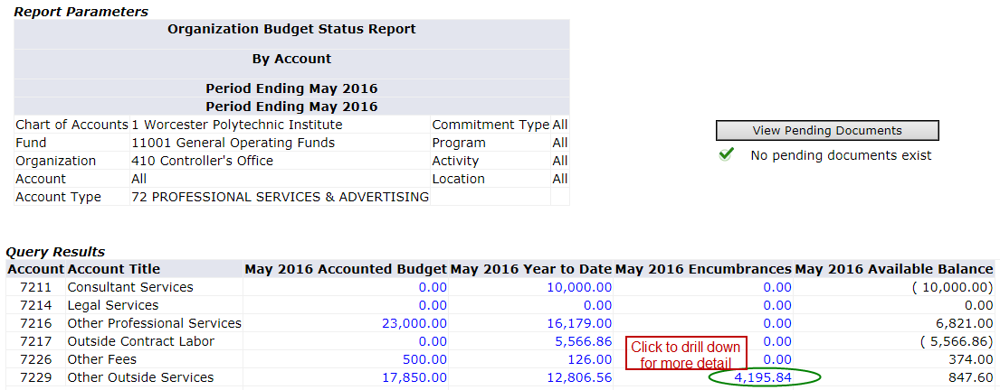 Report Parameters
Organization Budget Status Report
By Account
Period Ending May 2016
Period Ending May 2016
Chart of Accounts 1 Worcester Polytechnic Institute Commitment Type All
Fund 11001 General Operating Funds Program All
Organization 410 Controller's Office Activity All
Account All Location All
Account Type 72 PROFESSIONAL SERVICES & ADVERTISING
View Pending Documents
No pending documents exist
Query Results
Account Account Title May 2016 Accounted Budget May 2016 Year to Date May 2016 Encumbrances May 2016 Available Balance
7211 Consultant Services 0.00 10,000.00 0.00 ( 10,000.00)
7214 Legal Services 0.00 0.00 0.00 0.00
7216 Other Professional Services 23,000.00 16,179.00 0.00 6,821.00
7217 Outside Contract Labor 0.00 5,566.86 0.00 ( 5,566.86)
7226 Other Fees 500.00 126.00 0.00 374.00
7229 Other Outside Services 17,850.00 12,806.56 4,195.84 847.60
Click to drill down
for more detail